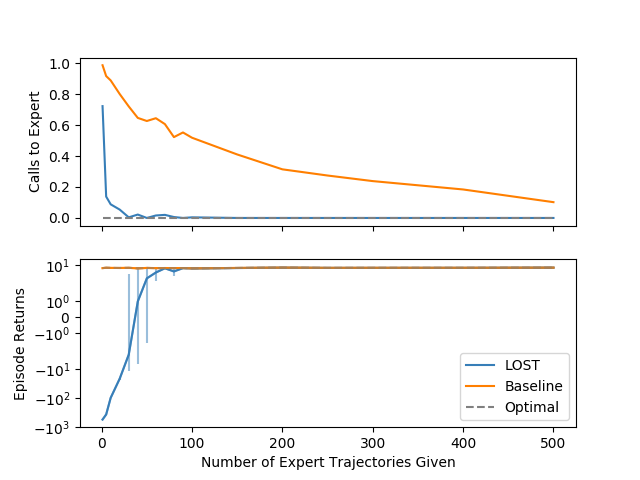 1.0
0.8
0.6
0.4
0.2
0.0
Calls to Expert
10¹
10⁰
0
−10⁰
−10¹
−10²
−10³
Episode Returns
LOST
Baseline
Optimal
0 100 200 300 400 500
Number of Expert Trajectories Given